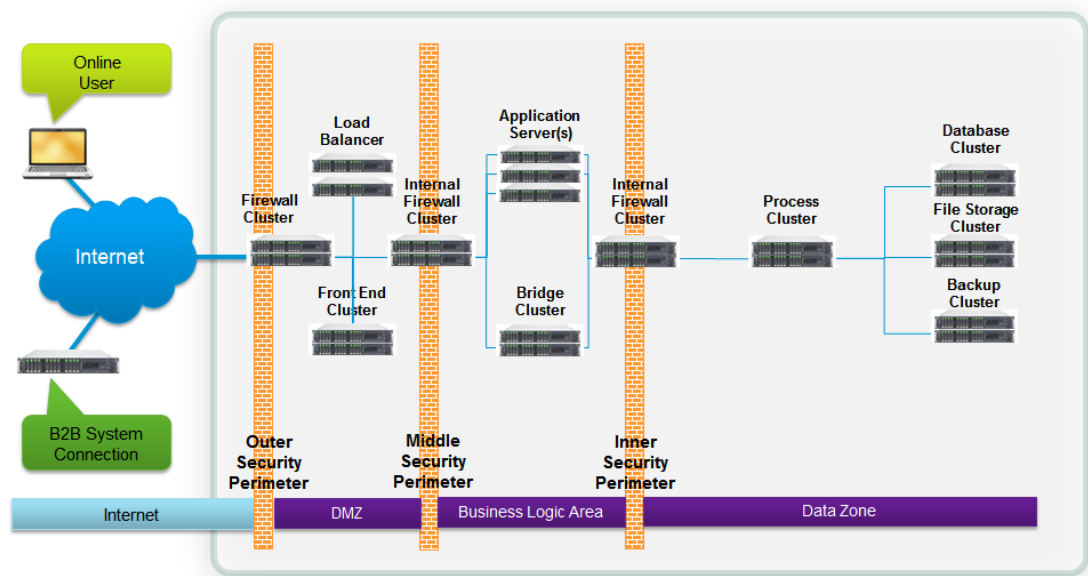 Online
User
Internet
B2B System
Connection
Firewall
Cluster
Load
Balancer
Front End
Cluster
Internal
Firewall
Cluster
Application
Server(s)
Bridge
Cluster
Internal
Firewall
Cluster
Process
Cluster
Database
Cluster
File Storage
Cluster
Backup
Cluster
Outer
Security
Perimeter
Middle
Security
Perimeter
Inner
Security
Perimeter
Internet
DMZ
Business Logic Area
Data Zone